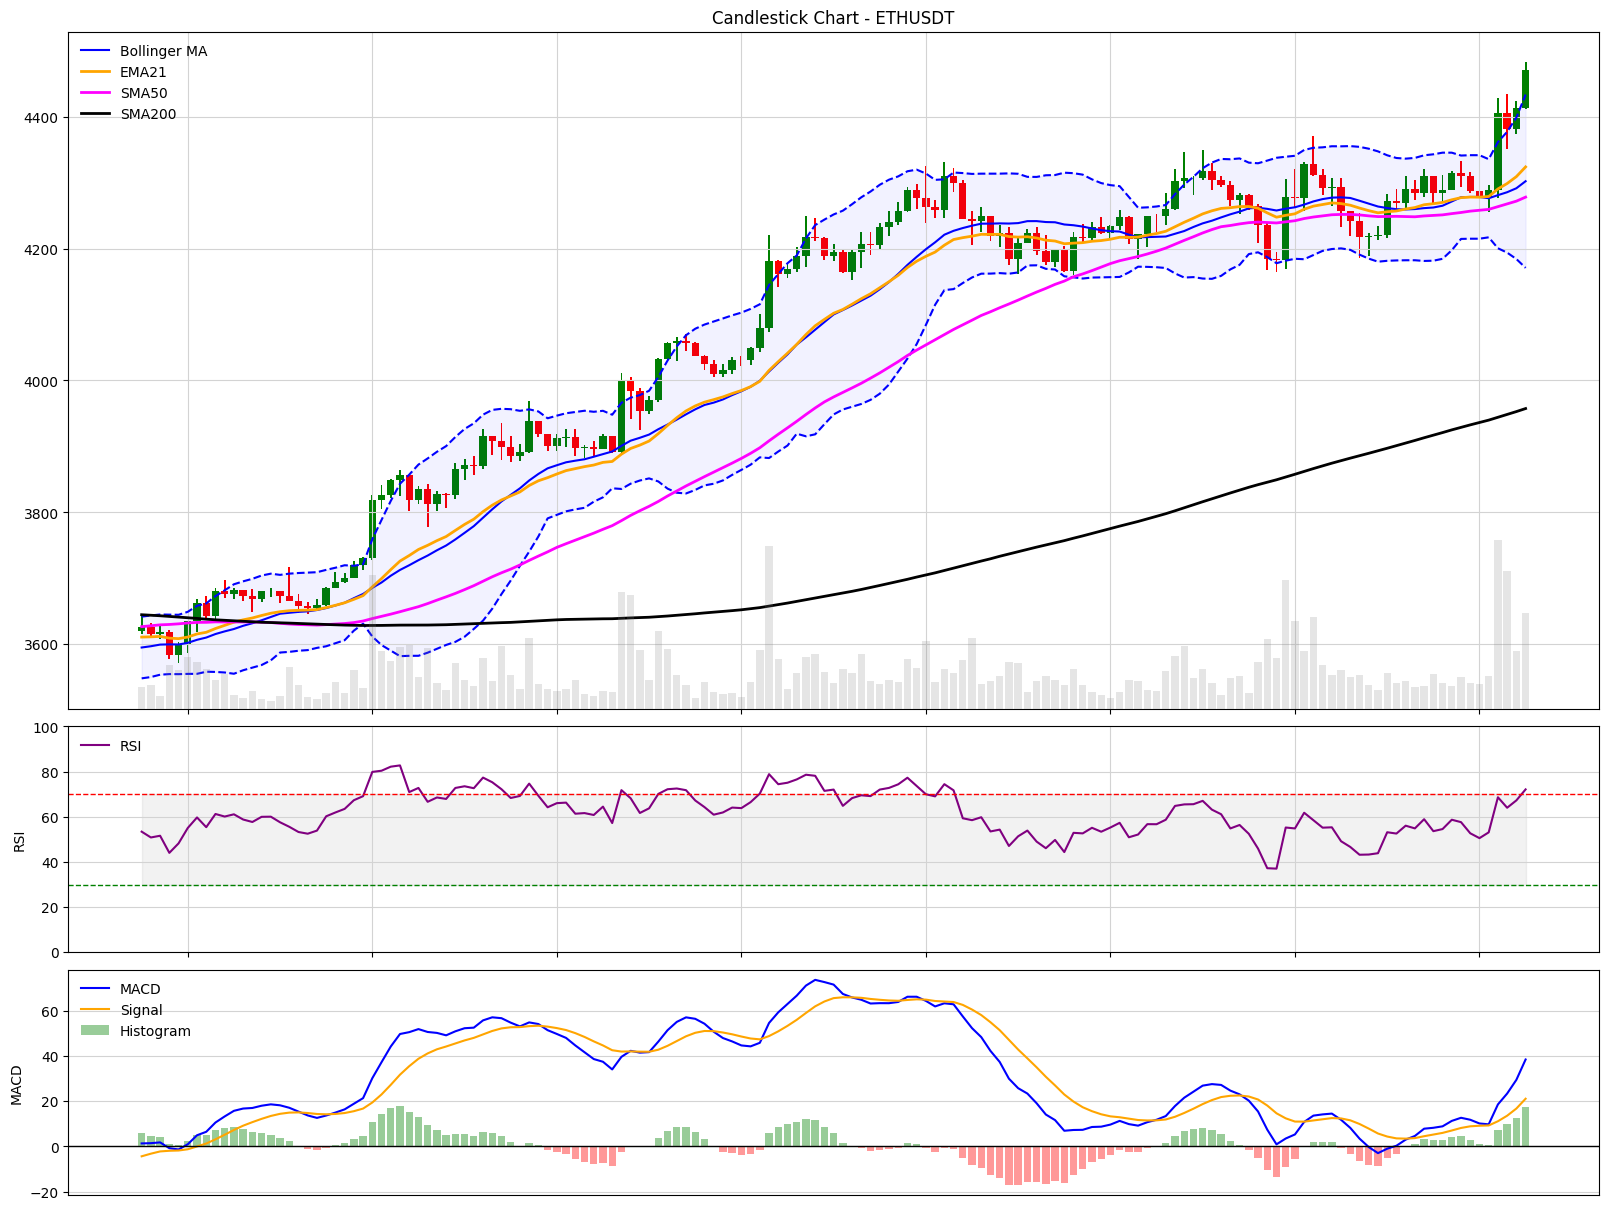 Candlestick Chart - ETHUSDT
Bollinger MA
EMA21
SMA50
SMA200
4400
4200
4000
3800
3600
RSI
100
80
60
40
20
0
RSI
MACD
Signal
Histogram
60
40
20
0
−20
MACD